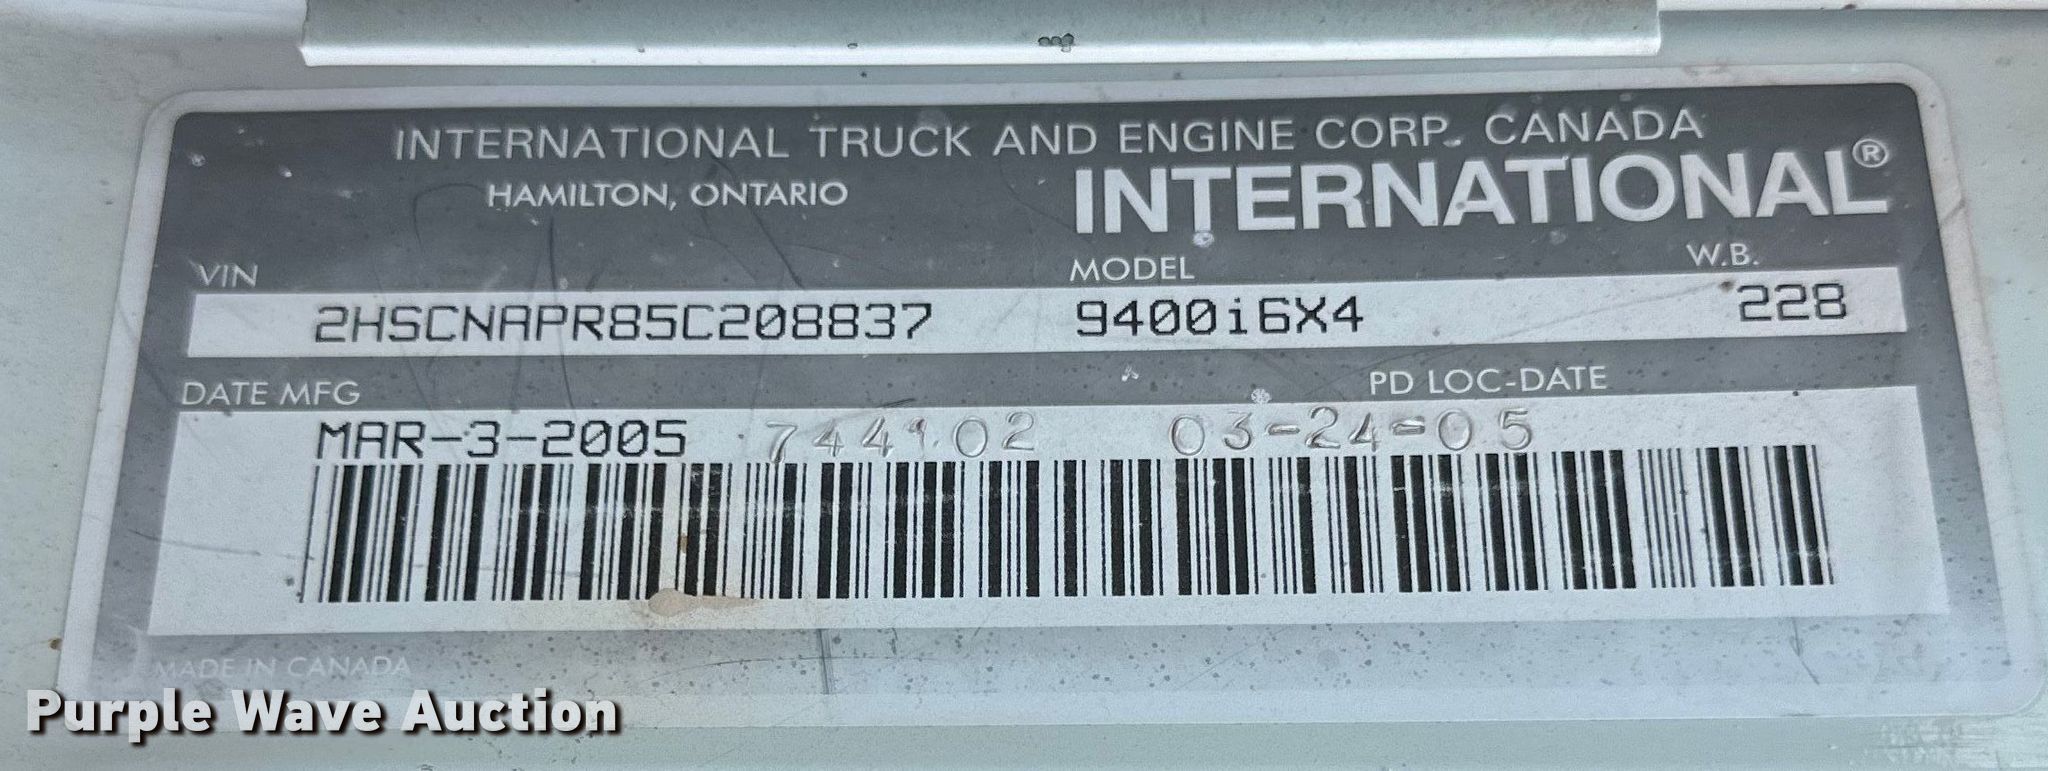 INTERNATIONAL TRUCK AND ENGINE CORP. CANADA
HAMILTON, ONTARIO
INTERNATIONAL®
VIN MODEL W.B.
2HSCNAPR85C208837 9400i6X4 228
DATE MFG PD LOC-DATE
MAR-3-2005 744102 03-24-05
MADE IN CANADA
Purple Wave Auction